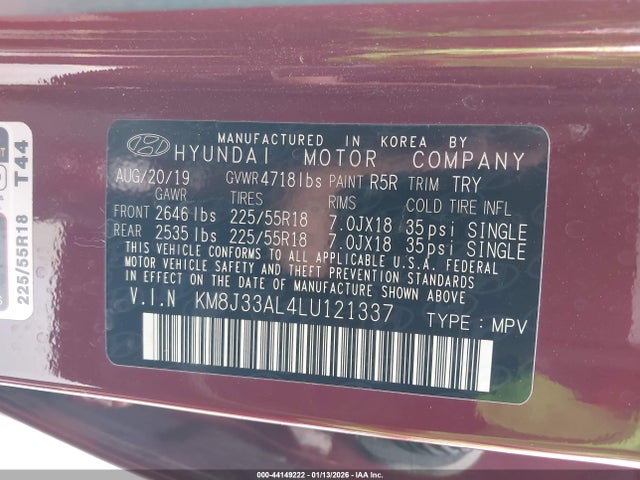 MANUFACTURED IN KOREA BY
HYUNDAI MOTOR COMPANY
AUG/20/19 GVWR 4718lbs PAINT R5R TRIM TRY
GAWR TIRES RIMS COLD TIRE INFL
FRONT 2646 lbs 225/55R18 7.0JX18 35psi SINGLE
REAR 2535 lbs 225/55R18 7.0JX18 35psi SINGLE
THIS VEHICLE CONFORMS TO ALL APPLICABLE U.S.A. FEDERAL
MOTOR VEHICLE SAFETY AND THEFT PREVENTION STANDARDS
IN EFFECT ON THE DATE OF MANUFACTURE SHOWN ABOVE.
V.I.N KM8J33AL4LU121337 TYPE : MPV
225/55R18 T44
000-44149222 - 01/13/2026 - IAAI INC.